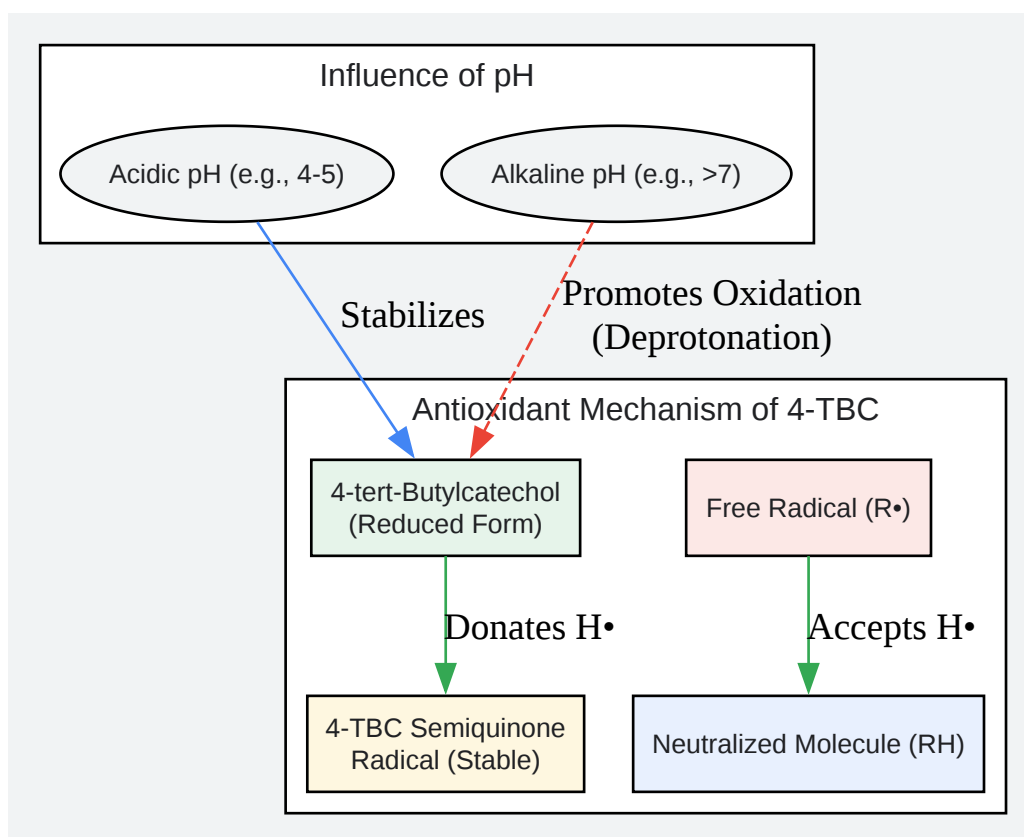 Influence of pH
Acidic pH (e.g., 4-5)
Alkaline pH (e.g., >7)
Stabilizes
Promotes Oxidation
(Deprotonation)
Antioxidant Mechanism of 4-TBC
4-tert-Butylcatechol
(Reduced Form)
Free Radical (R•)
Donates H•
Accepts H•
4-TBC Semiquinone
Radical (Stable)
Neutralized Molecule (RH)